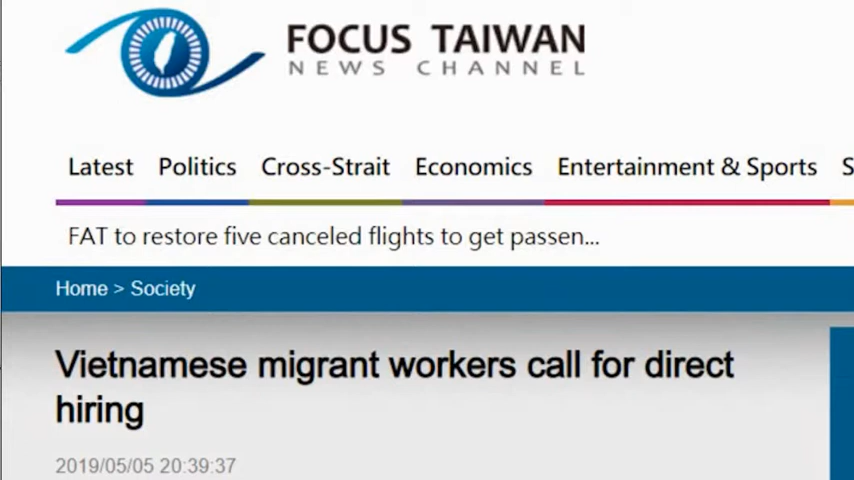 FOCUS TAIWAN
NEWS CHANNEL
Latest Politics Cross-Strait Economics Entertainment & Sports S
FAT to restore five canceled flights to get passen...
Home > Society
Vietnamese migrant workers call for direct
hiring
2019/05/05 20:39:37